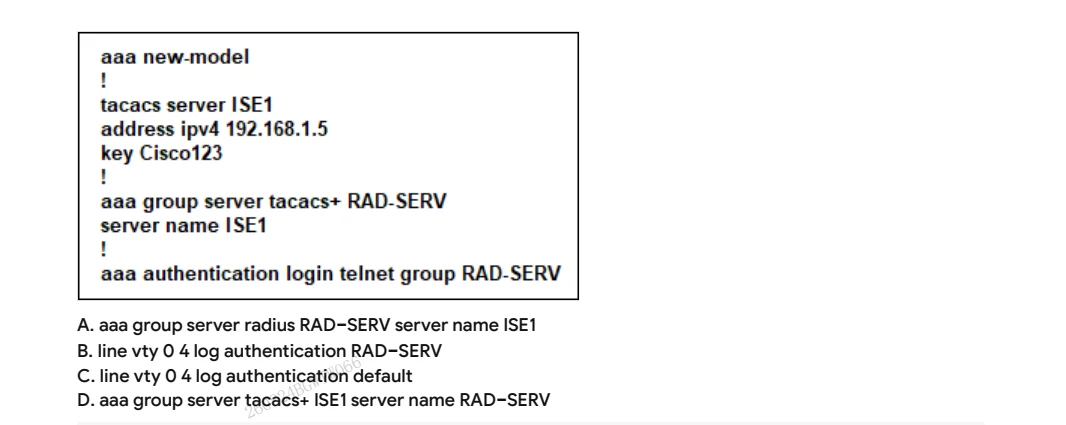 aaa new-model
!
tacacs server ISE1
address ipv4 192.168.1.5
key Cisco123
!
aaa group server tacacs+ RAD-SERV
server name ISE1
!
aaa authentication login telnet group RAD-SERV
A. aaa group server radius RAD-SERV server name ISE1
B. line vty 0 4 log authentication RAD-SERV
C. line vty 0 4 log authentication default
D. aaa group server tacacs+ ISE1 server name RAD-SERV